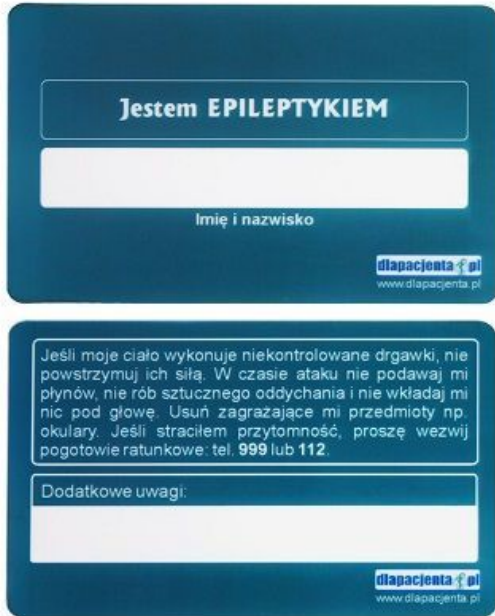 Jestem EPILEPTYKIEM
Imię i nazwisko
dlapacjenta pl
www.dlapacjenta.pl
Jeśli moje ciało wykonuje niekontrolowane drgawki, nie
powstrzymuj ich siłą. W czasie ataku nie podawaj mi
płynów, nie rób sztucznego oddychania i nie wkładaj mi
nic pod głowę. Usuń zagrażające mi przedmioty np.
okulary. Jeśli straciłem przytomność, proszę wezwij
pogotowie ratunkowe: tel. 999 lub 112.
Dodatkowe uwagi:
dlapacjenta pl
www.dlapacjenta.pl